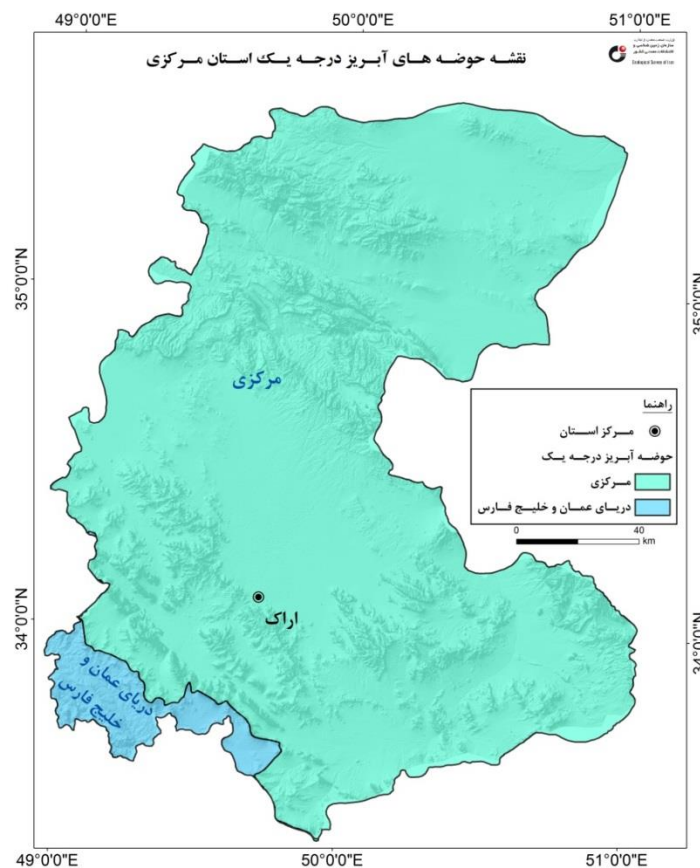 49°0'0"E 50°0'0"E 51°0'0"E
نقشه حوضه های آبریز درجه یک استان مرکزی
35°0'0"N
35°0'0"N
مرکزی
راهنما
مرکز استان
حوضه آبریز درجه یک
مرکزی
دریای عمان و خلیج فارس
0 40
km
اراک
34°0'0"N
34°0'0"N
دریای عمان و
خلیج فارس
49°0'0"E 50°0'0"E 51°0'0"E